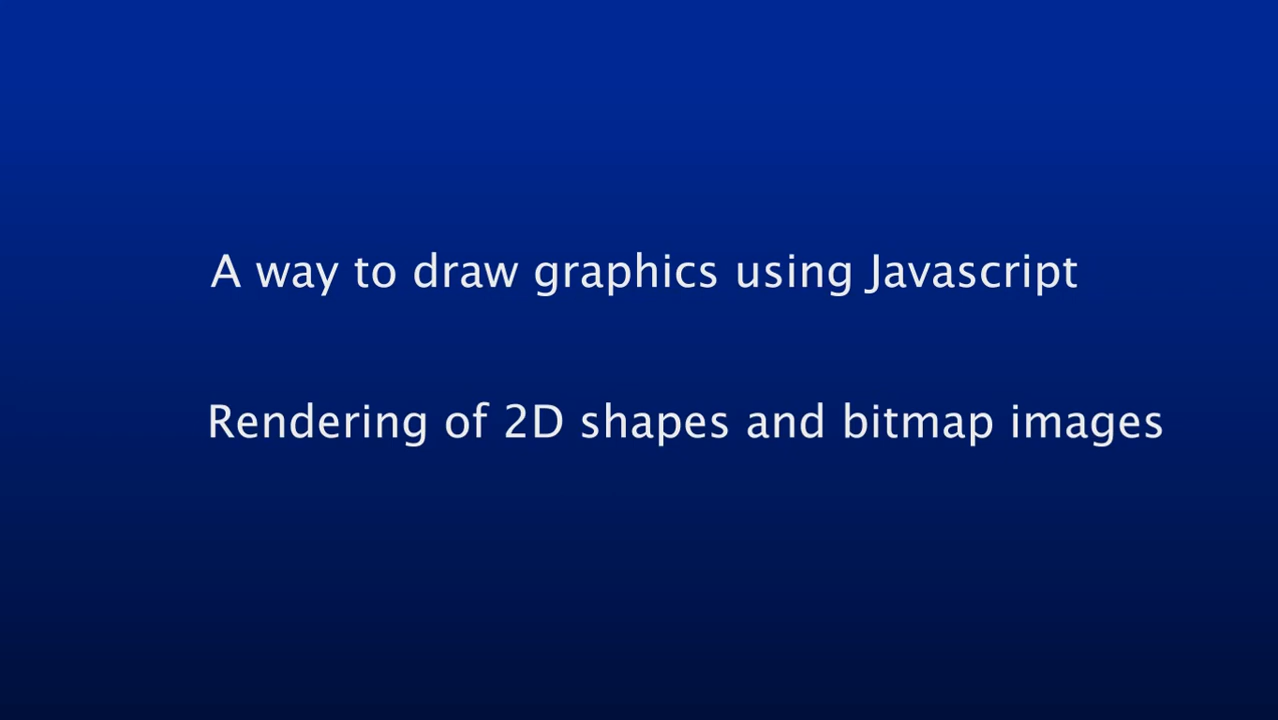 A way to draw graphics using Javascript
Rendering of 2D shapes and bitmap images